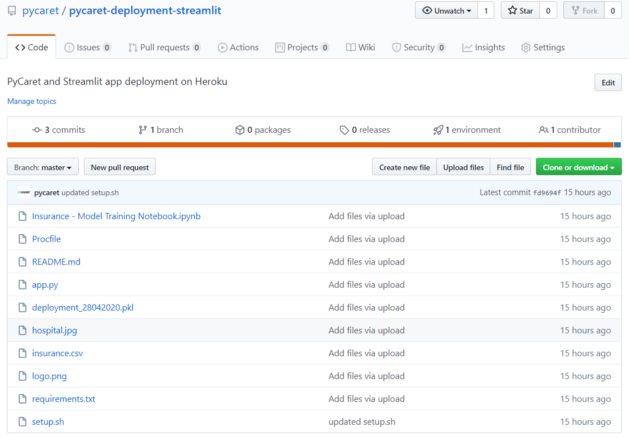 pycaret / pycaret-deployment-streamlit
Unwatch 1 Star 0 Fork 0
Code Issues 0 Pull requests 0 Actions Projects 0 Wiki Security 0 Insights Settings
PyCaret and Streamlit app deployment on Heroku Edit
Manage topics
3 commits 1 branch 0 packages 0 releases 1 environment 1 contributor
Branch: master New pull request Create new file Upload files Find file Clone or download
pycaret updated setup.sh Latest commit fd9694f 15 hours ago
Insurance - Model Training Notebook.ipynb Add files via upload 15 hours ago
Procfile Add files via upload 15 hours ago
README.md Add files via upload 15 hours ago
app.py Add files via upload 15 hours ago
deployment_28042020.pkl Add files via upload 15 hours ago
hospital.jpg Add files via upload 15 hours ago
insurance.csv Add files via upload 15 hours ago
logo.png Add files via upload 15 hours ago
requirements.txt Add files via upload 15 hours ago
setup.sh updated setup.sh 15 hours ago